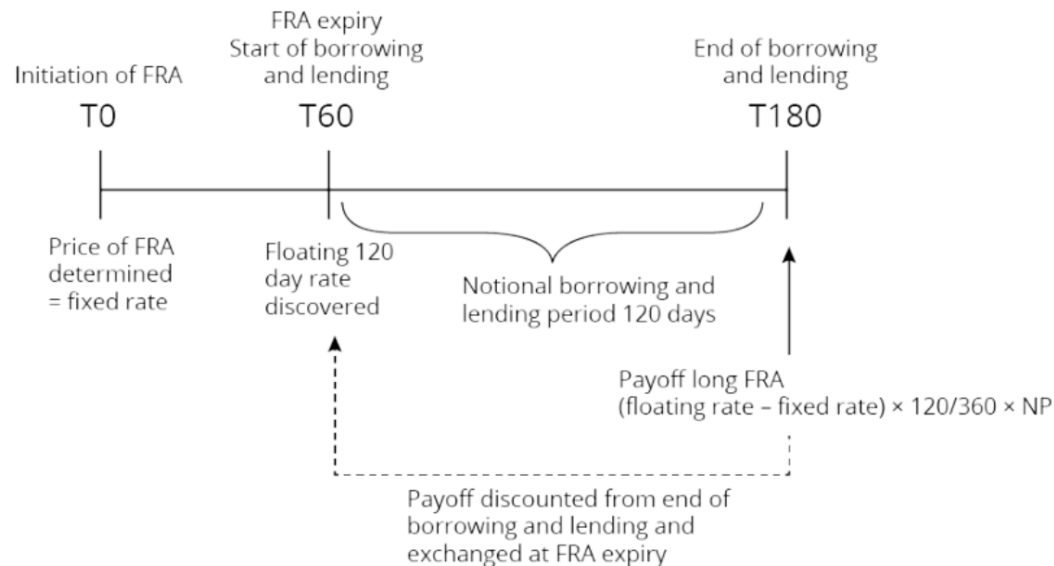 Initiation of FRA
T0
FRA expiry
Start of borrowing
and lending
T60
End of borrowing
and lending
T180
Price of FRA
determined
= fixed rate
Floating 120
day rate
discovered
Notional borrowing and
lending period 120 days
Payoff long FRA
(floating rate – fixed rate) × 120/360 × NP
Payoff discounted from end of
borrowing and lending and
exchanged at FRA expiry